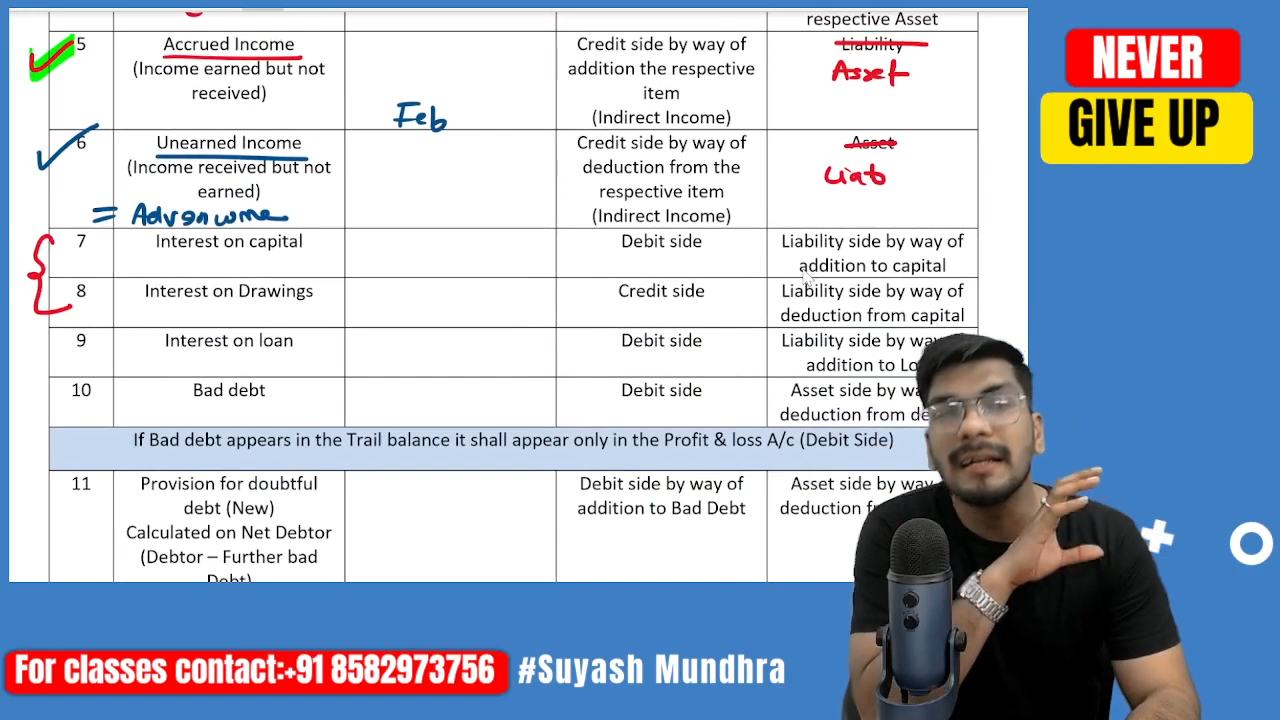 respective Asset
5
Accrued Income
(Income earned but not
received)
Credit side by way of
addition the respective
item
(Indirect Income)
Liability
Asset
Feb
6
Unearned Income
(Income received but not
earned)
Credit side by way of
deduction from the
respective item
(Indirect Income)
Asset
Liab
=
7
Interest on capital
Debit side
Liability side by way of
addition to capital
8
Interest on Drawings
Credit side
Liability side by way of
deduction from capital
9
Interest on loan
Debit side
Liability side by
addition to
10
Bad debt
Debit side
Asset side by
deduction from
If Bad debt appears in the Trail balance it shall appear only in the Profit & loss A/c (Debit Side)
11
Provision for doubtful
debt (New)
Calculated on Net Debtor
(Debtor – Further bad
Debt)
Debit side by way of
addition to Bad Debt
Asset side by way
deduction
NEVER
GIVE UP
For classes contact:+91 8582973756
#Suyash Mundhra